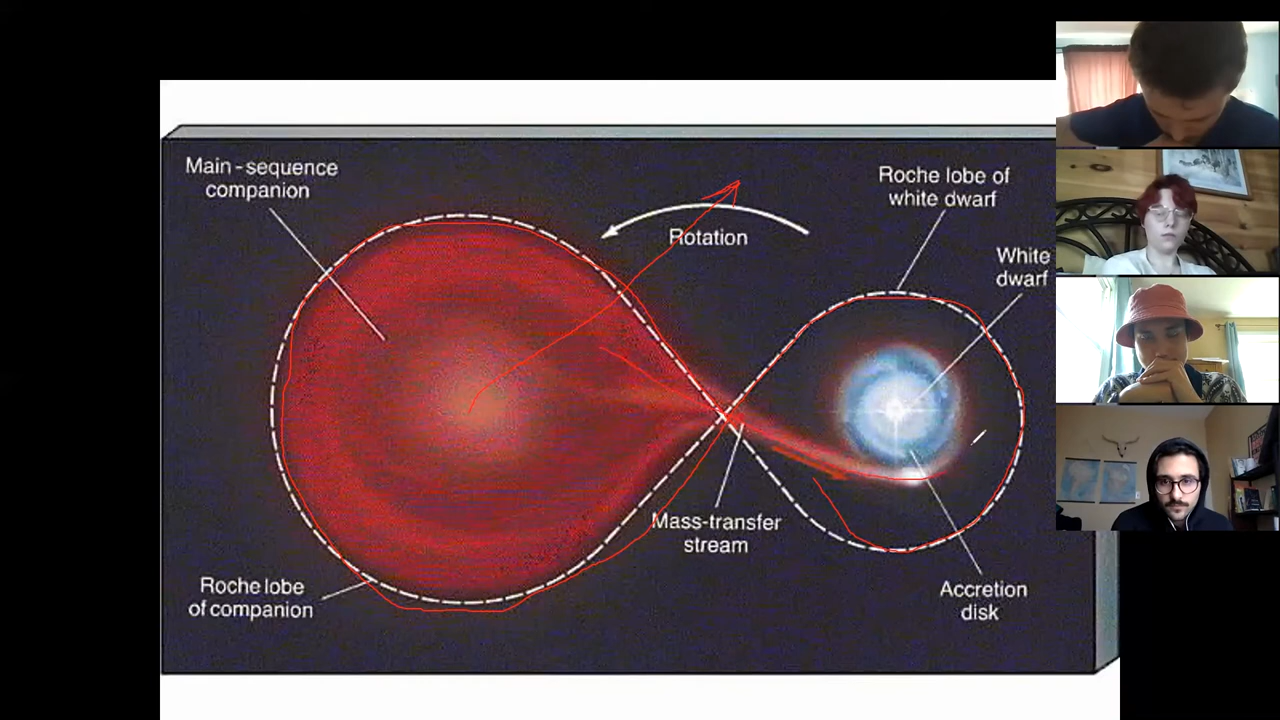 Main-sequence
companion
Roche lobe of
white dwarf
Rotation
White
dwarf
Mass-transfer
stream
Roche lobe
of companion
Accretion
disk